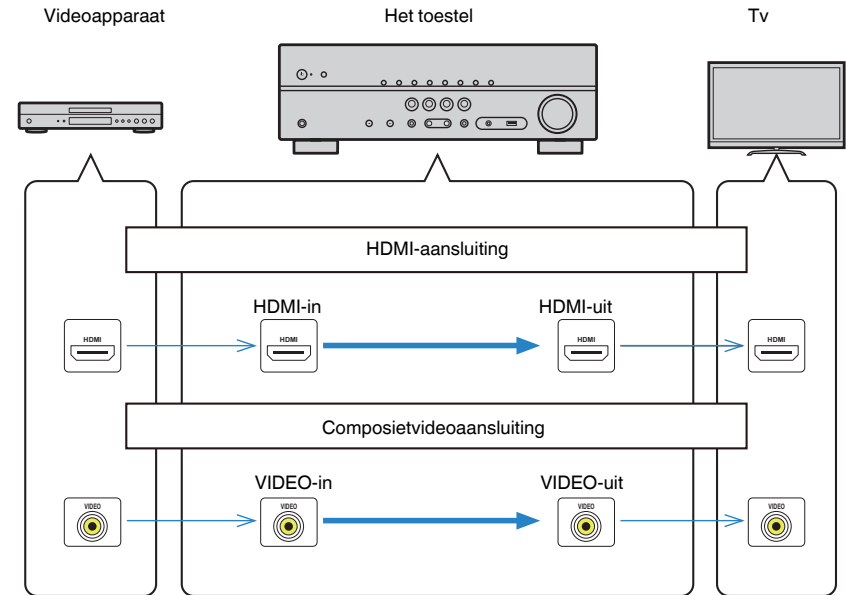 Videoapparaat
Het toestel
Tv
HDMI-aansluiting
HDMI-in
HDMI-uit
HDMI
HDMI
HDMI
HDMI
Composietvideoaansluiting
VIDEO-in
VIDEO-uit
VIDEO
VIDEO
VIDEO
VIDEO